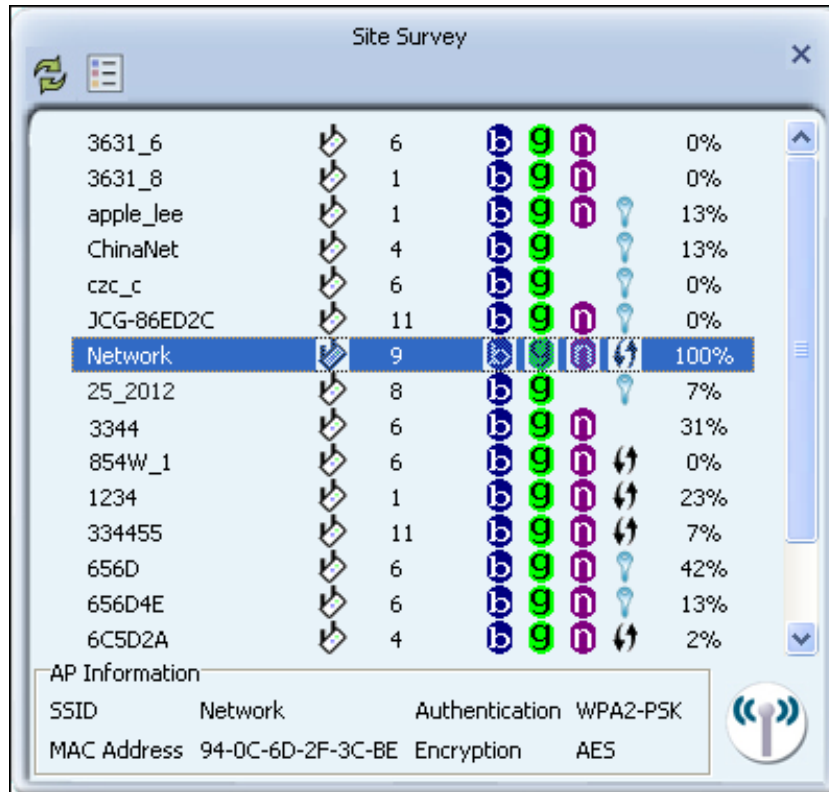 Site Survey
3631_6 6 b g n 0%
3631_8 1 b g n 0%
apple_lee 1 b g n 13%
ChinaNet 4 b g 13%
czc_c 6 b g 0%
JCG-86ED2C 11 b g n 0%
Network 9 b g n 100%
25_2012 8 b g 7%
3344 6 b g n 31%
854W_1 6 b g n 0%
1234 1 b g n 23%
334455 11 b g n 7%
656D 6 b g n 42%
656D4E 6 b g n 13%
6C5D2A 4 b g n 2%
AP Information
SSID Network Authentication WPA2-PSK
MAC Address 94-0C-6D-2F-3C-BE Encryption AES